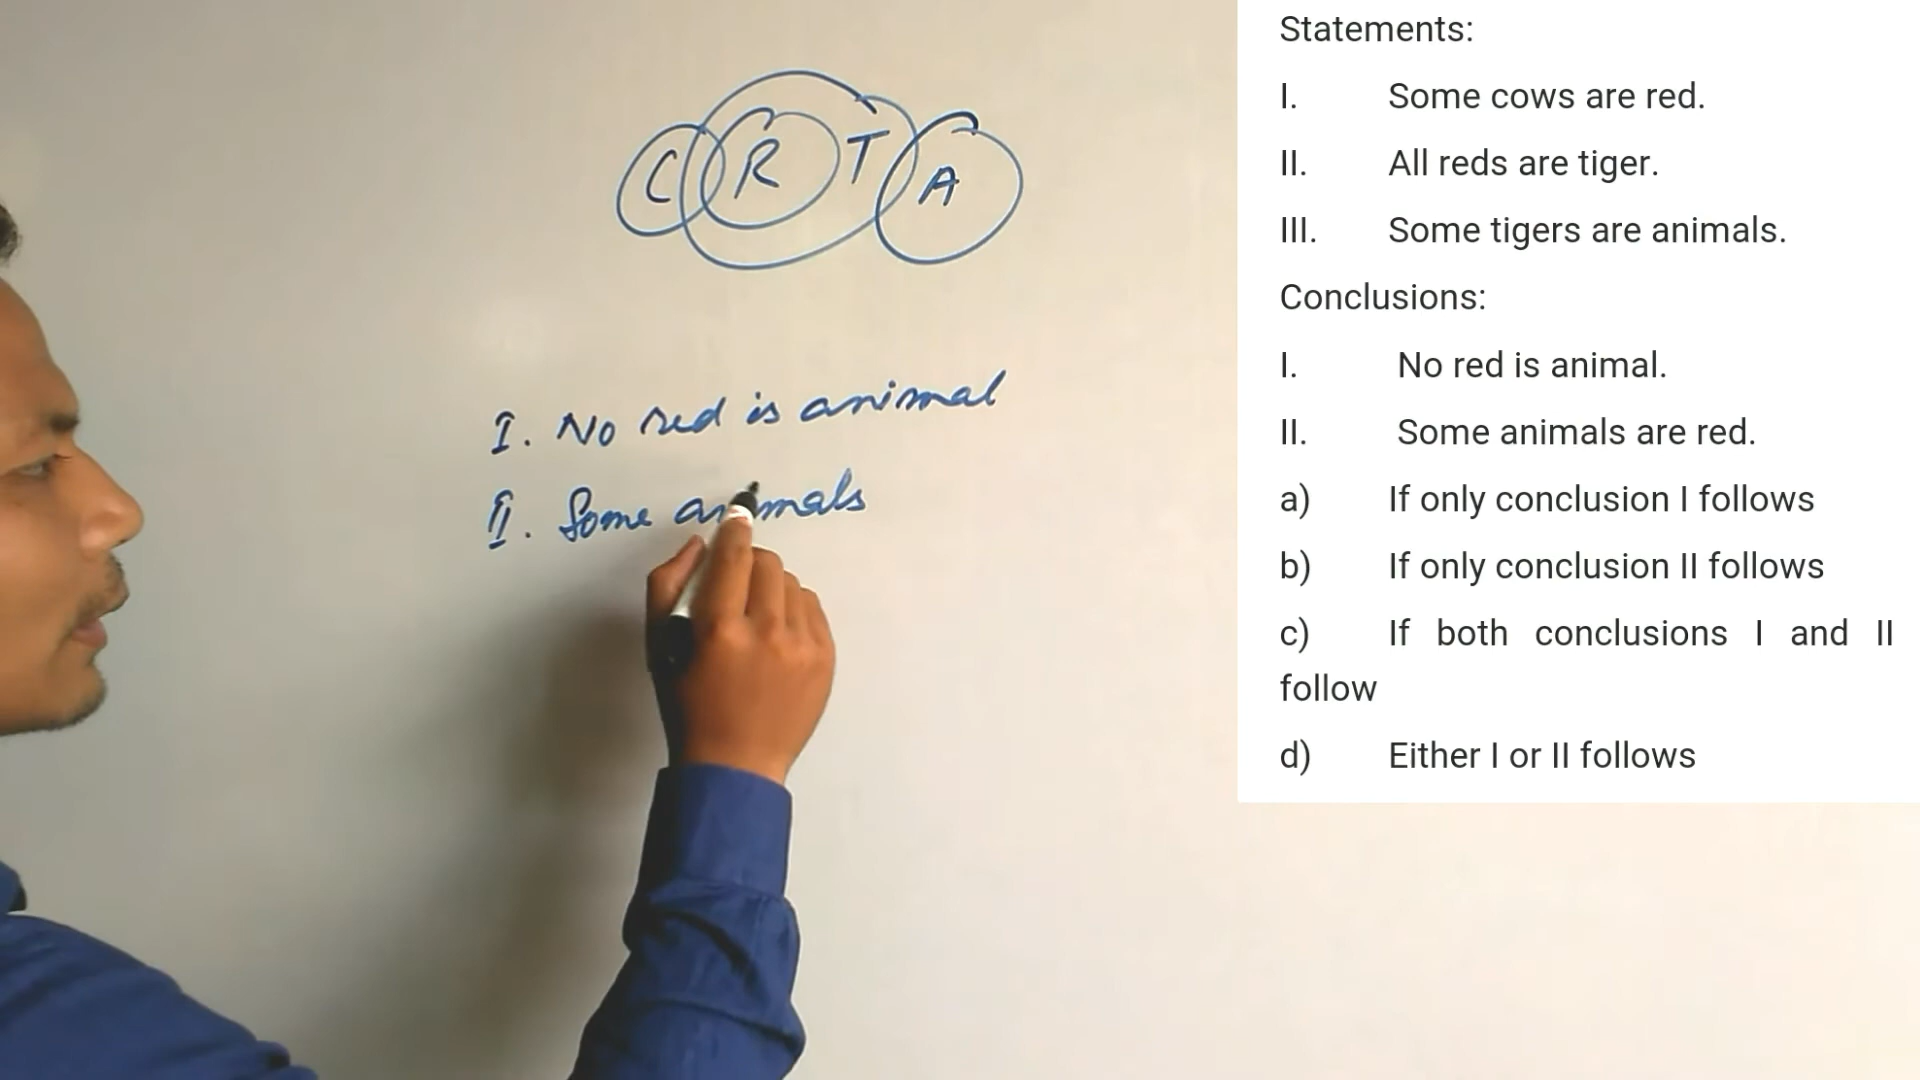 C R T A
I. No red is animal
II. Some animals
Statements:
I. Some cows are red.
II. All reds are tiger.
III. Some tigers are animals.
Conclusions:
I. No red is animal.
II. Some animals are red.
a) If only conclusion I follows
b) If only conclusion II follows
c) If both conclusions I and II
follow
d) Either I or II follows